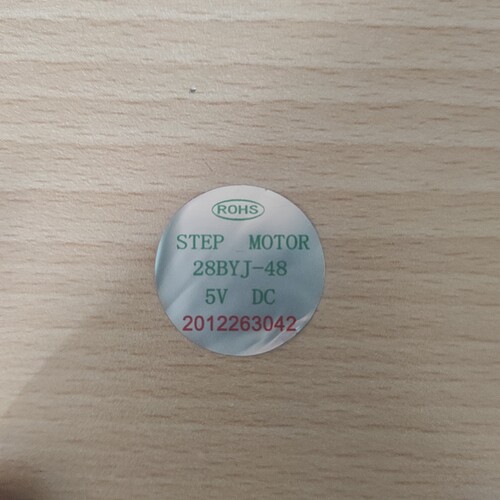 ROHS
STEP MOTOR
28BYJ-48
5V DC
2012263042